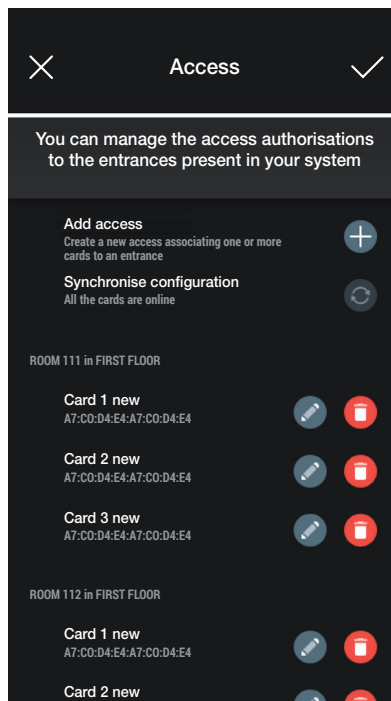 Access
You can manage the access authorisations
to the entrances present in your system
Add access
Create a new access associating one or more
cards to an entrance
Synchronise configuration
All the cards are online
ROOM 111 in FIRST FLOOR
Card 1 new
A7:C0:D4:E4:A7:C0:D4:E4
Card 2 new
A7:C0:D4:E4:A7:C0:D4:E4
Card 3 new
A7:C0:D4:E4:A7:C0:D4:E4
ROOM 112 in FIRST FLOOR
Card 1 new
A7:C0:D4:E4:A7:C0:D4:E4
Card 2 new